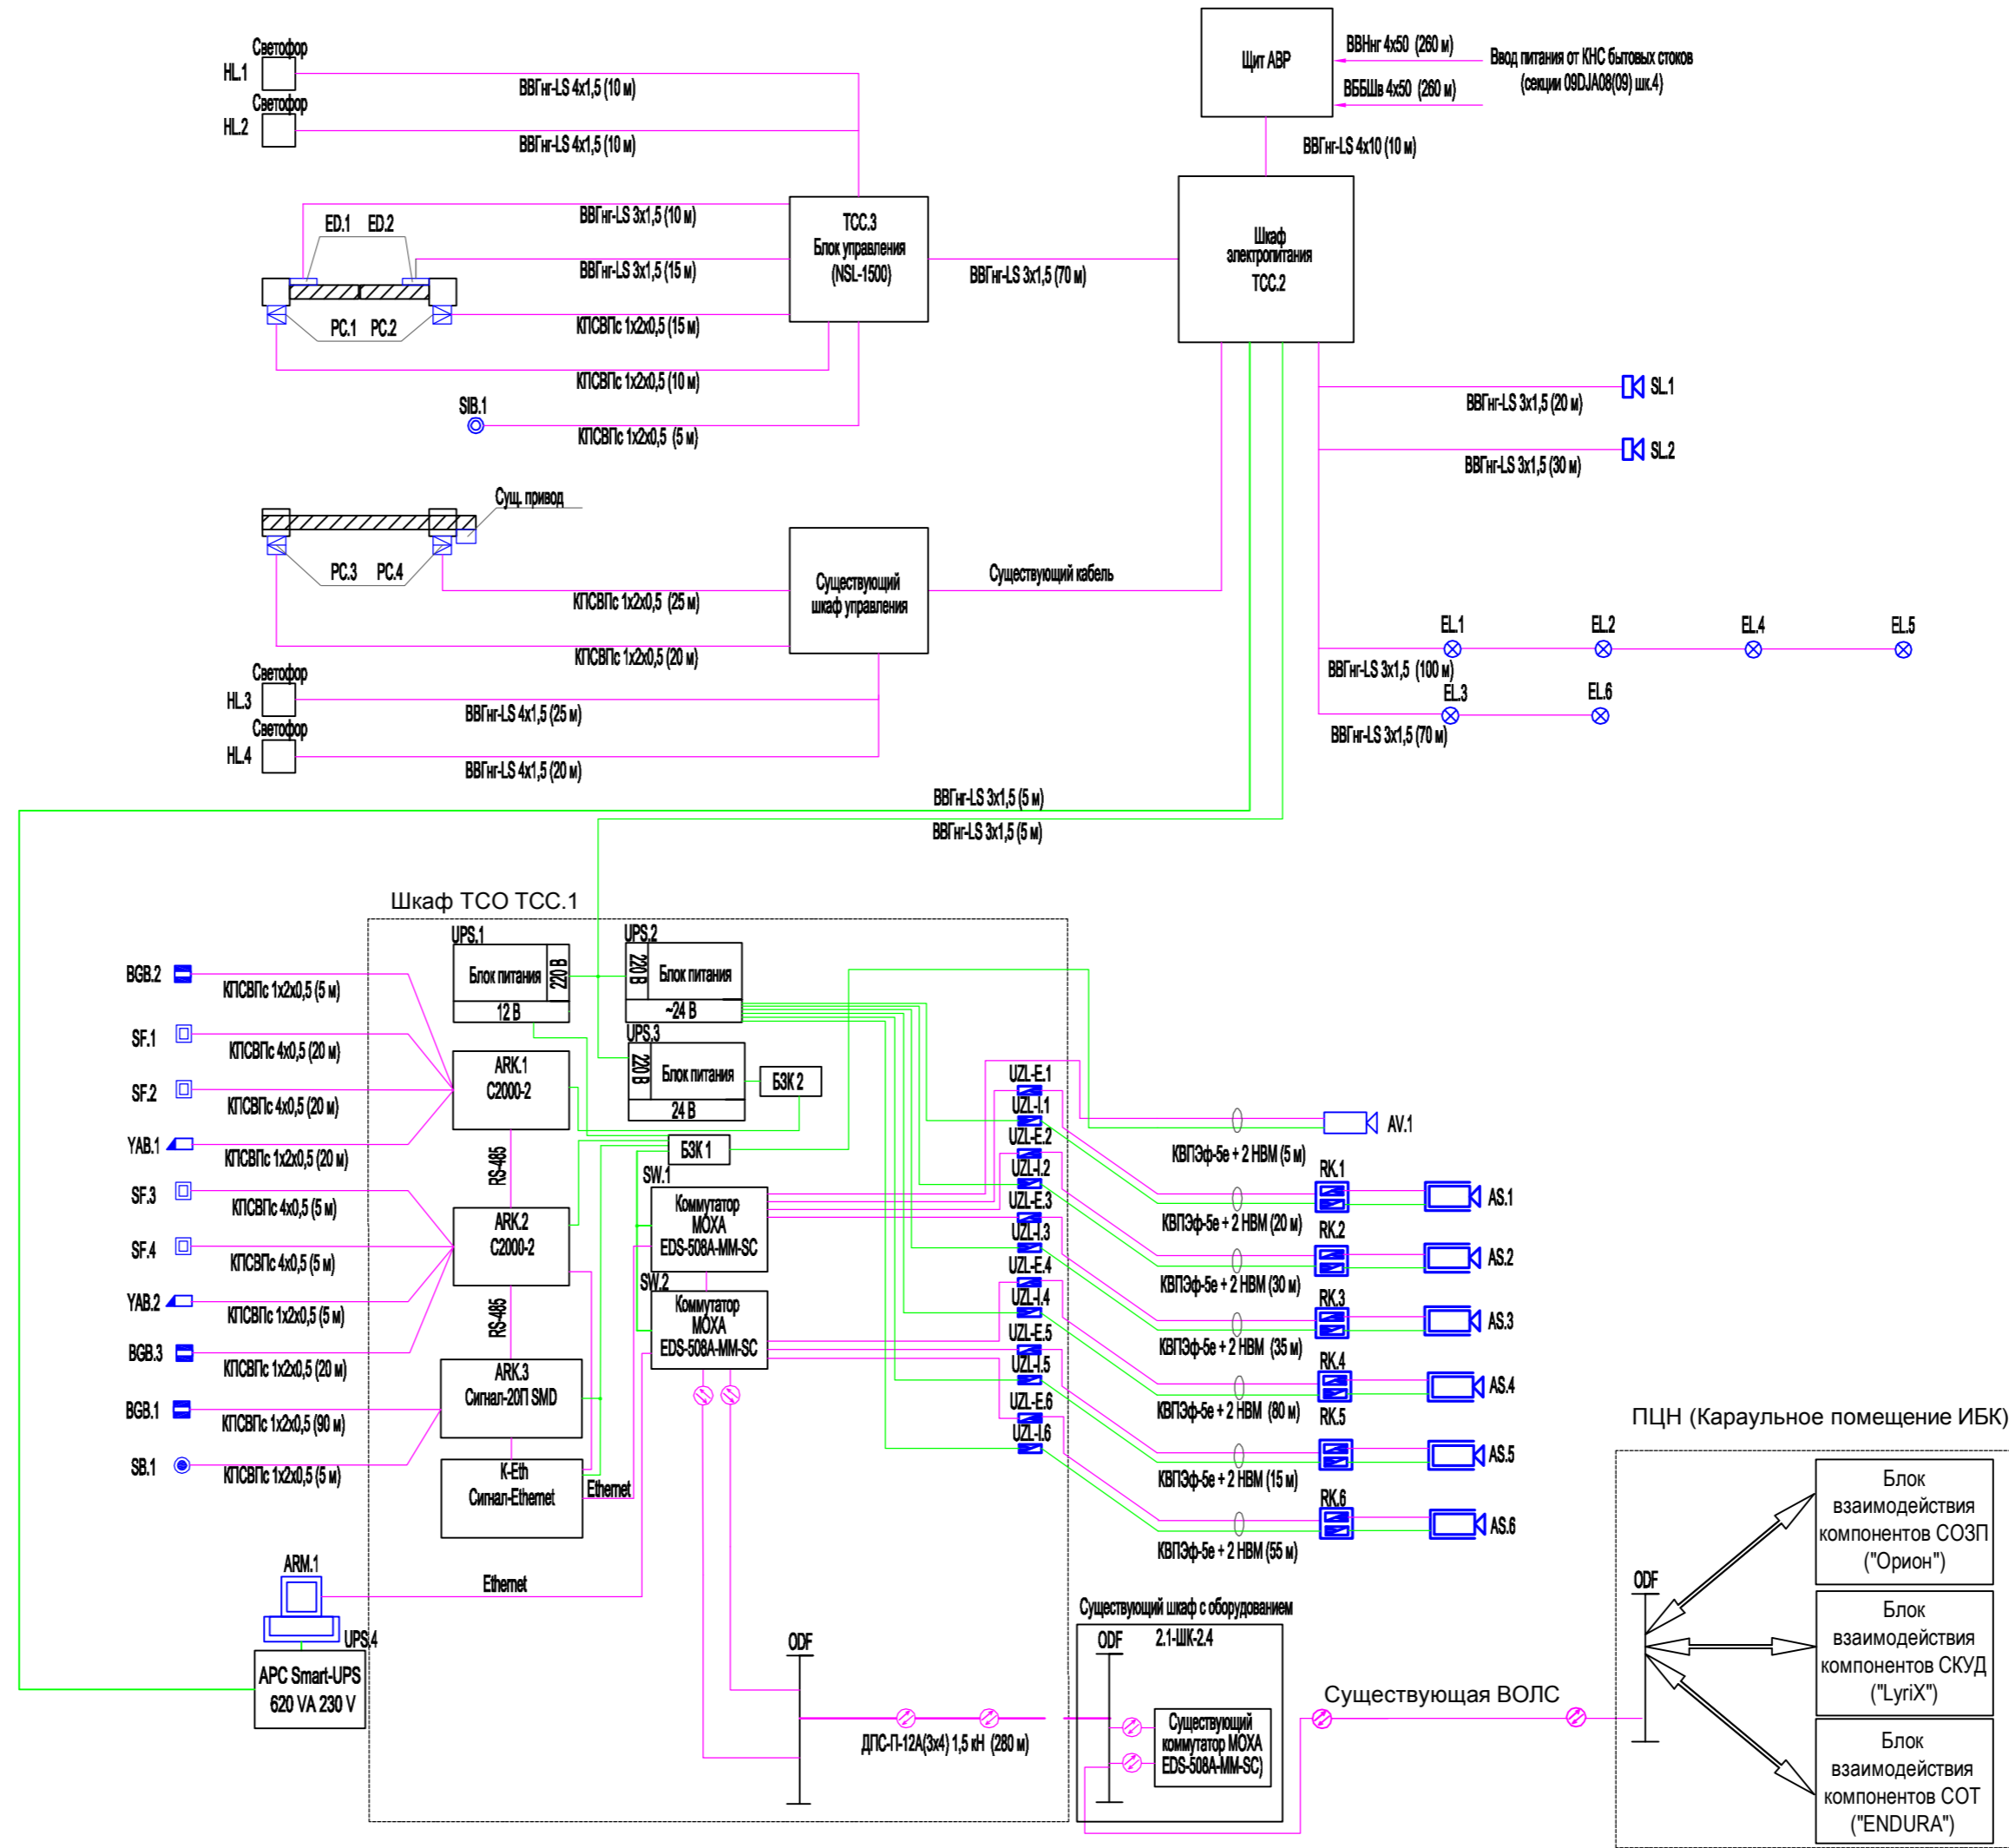 Светофор
HL.1
ВВГнг-LS 4х1,5 (10 м)
Светофор
HL.2
ВВГнг-LS 4х1,5 (10 м)
Щит АВР
ВВНнг 4х50 (260 м)
ВББШв 4х50 (260 м)
Ввод питания от КНС бытовых стоков
(секции 09DJA08(09) шк.4)
ВВГнг-LS 4х10 (10 м)
ED.1 ED.2
ВВГнг-LS 3х1,5 (10 м)
ВВГнг-LS 3х1,5 (15 м)
PC.1 PC.2
КПСВПс 1х2х0,5 (15 м)
КПСВПс 1х2х0,5 (10 м)
SIB.1
КПСВПс 1х2х0,5 (5 м)
ТСС.3
Блок управления
(NSL-1500)
ВВГнг-LS 3х1,5 (70 м)
Шкаф
электропитания
ТСС.2
SL.1
ВВГнг-LS 3х1,5 (20 м)
SL.2
ВВГнг-LS 3х1,5 (30 м)
Сущ. привод
PC.3 PC.4
КПСВПс 1х2х0,5 (25 м)
КПСВПс 1х2х0,5 (20 м)
Существующий
шкаф управления
Существующий кабель
Светофор
HL.3
ВВГнг-LS 4х1,5 (25 м)
Светофор
HL.4
ВВГнг-LS 4х1,5 (20 м)
EL.1 EL.2 EL.4 EL.5
ВВГнг-LS 3х1,5 (100 м)
EL.3 EL.6
ВВГнг-LS 3х1,5 (70 м)
ВВГнг-LS 3х1,5 (5 м)
ВВГнг-LS 3х1,5 (5 м)
Шкаф ТСО ТСС.1
BGB.2
КПСВПс 1х2х0,5 (5 м)
SF.1
КПСВПс 4х0,5 (20 м)
SF.2
КПСВПс 4х0,5 (20 м)
YAB.1
КПСВПс 1х2х0,5 (20 м)
SF.3
КПСВПс 4х0,5 (5 м)
SF.4
КПСВПс 4х0,5 (5 м)
YAB.2
КПСВПс 1х2х0,5 (5 м)
BGB.3
КПСВПс 1х2х0,5 (20 м)
BGB.1
КПСВПс 1х2х0,5 (90 м)
SB.1
КПСВПс 1х2х0,5 (5 м)
UPS.1
Блок питания
220 В
12 В
UPS.2
220 В
Блок питания
~24 В
UPS.3
220 В
Блок питания
24 В
БЗК 2
БЗК 1
ARK.1
С2000-2
RS-485
ARK.2
С2000-2
RS-485
ARK.3
Сигнал-20П SMD
K-Eth
Сигнал-Ethernet
Ethernet
SW.1
Коммутатор
МОХА
EDS-508A-MM-SC
SW.2
Коммутатор
МОХА
EDS-508A-MM-SC
UZL-E.1
UZL-I.1
UZL-E.2
UZL-I.2
UZL-E.3
UZL-I.3
UZL-E.4
UZL-I.4
UZL-E.5
UZL-I.5
UZL-E.6
UZL-I.6
AV.1
КВПЭф-5е + 2 НВМ (5 м)
RK.1
AS.1
КВПЭф-5е + 2 НВМ (20 м)
RK.2
AS.2
КВПЭф-5е + 2 НВМ (30 м)
RK.3
AS.3
КВПЭф-5е + 2 НВМ (35 м)
RK.4
AS.4
КВПЭф-5е + 2 НВМ (80 м)
RK.5
AS.5
КВПЭф-5е + 2 НВМ (15 м)
RK.6
AS.6
КВПЭф-5е + 2 НВМ (55 м)
ARM.1
Ethernet
UPS.4
APC Smart-UPS
620 VA 230 V
ODF
ДПС-П-12А(3х4) 1,5 кН (280 м)
Существующий шкаф с оборудованием
2.1-ШК-2.4
ODF
Существующий
коммутатор МОХА
EDS-508A-MM-SC)
Существующая ВОЛС
ПЦН (Караульное помещение ИБК)
ODF
Блок
взаимодействия
компонентов СОЗП
("Орион")
Блок
взаимодействия
компонентов СКУД
("LyriX")
Блок
взаимодействия
компонентов СОТ
("ENDURA")